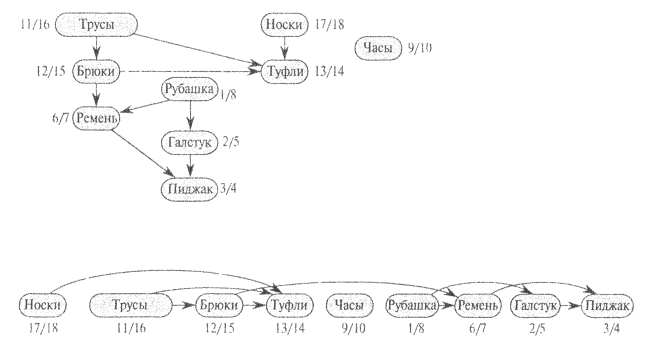 11/16 Трусы Носки 17/18
Часы 9/10
12/15 Брюки Туфли 13/14
Рубашка 1/8
6/7 Ремень
Галстук 2/5
Пиджак 3/4
Носки Трусы Брюки Туфли Часы Рубашка Ремень Галстук Пиджак
17/18 11/16 12/15 13/14 9/10 1/8 6/7 2/5 3/4